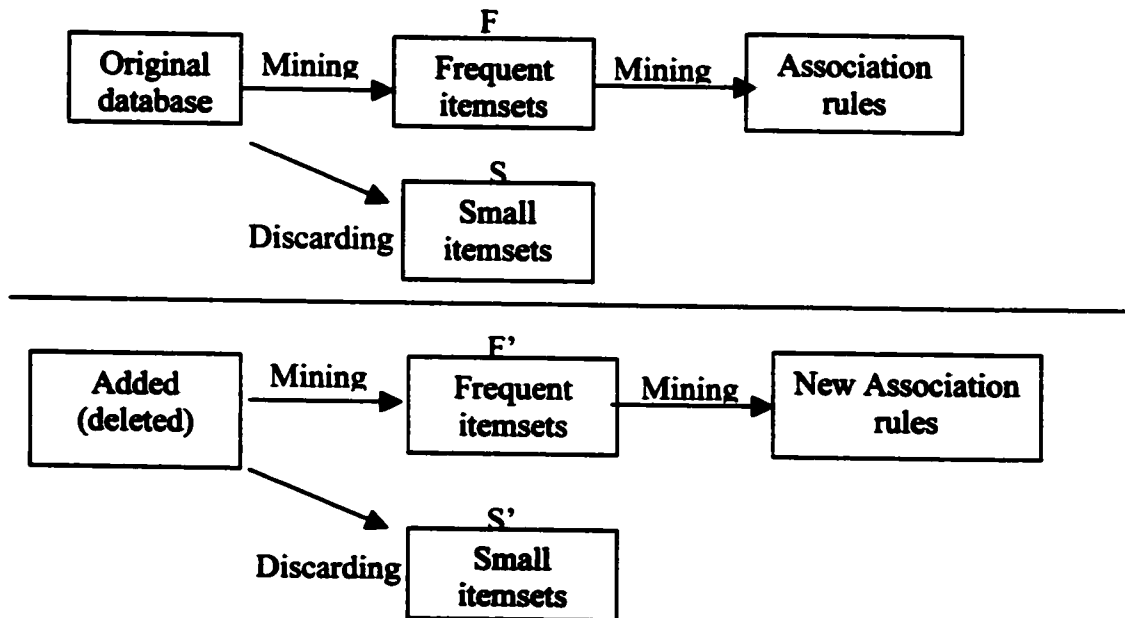 F
Original
database
Mining
Frequent
itemsets
Mining
Association
rules
S
Discarding
Small
itemsets
F'
Added
(deleted)
Mining
Frequent
itemsets
Mining
New Association
rules
S'
Discarding
Small
itemsets